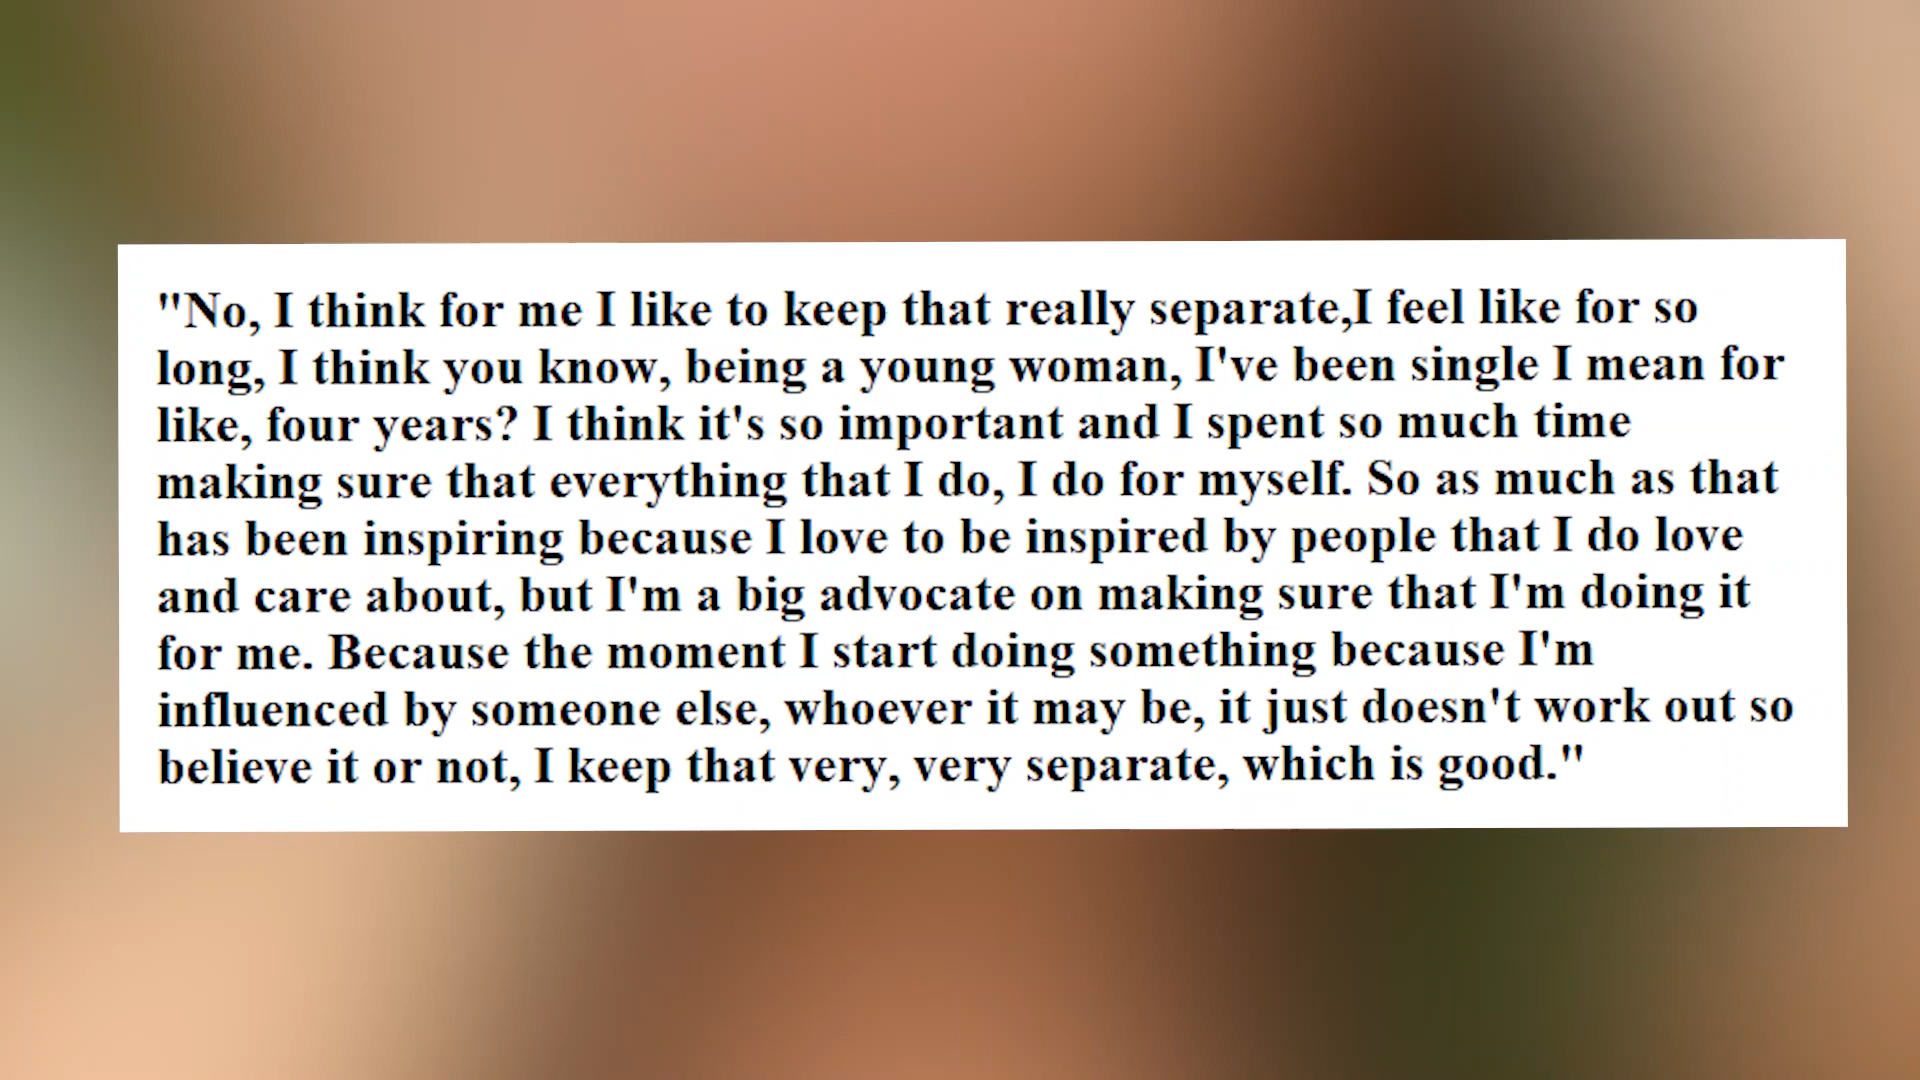 "No, I think for me I like to keep that really separate,I feel like for so
long, I think you know, being a young woman, I've been single I mean for
like, four years? I think it's so important and I spent so much time
making sure that everything that I do, I do for myself. So as much as that
has been inspiring because I love to be inspired by people that I do love
and care about, but I'm a big advocate on making sure that I'm doing it
for me. Because the moment I start doing something because I'm
influenced by someone else, whoever it may be, it just doesn't work out so
believe it or not, I keep that very, very separate, which is good."